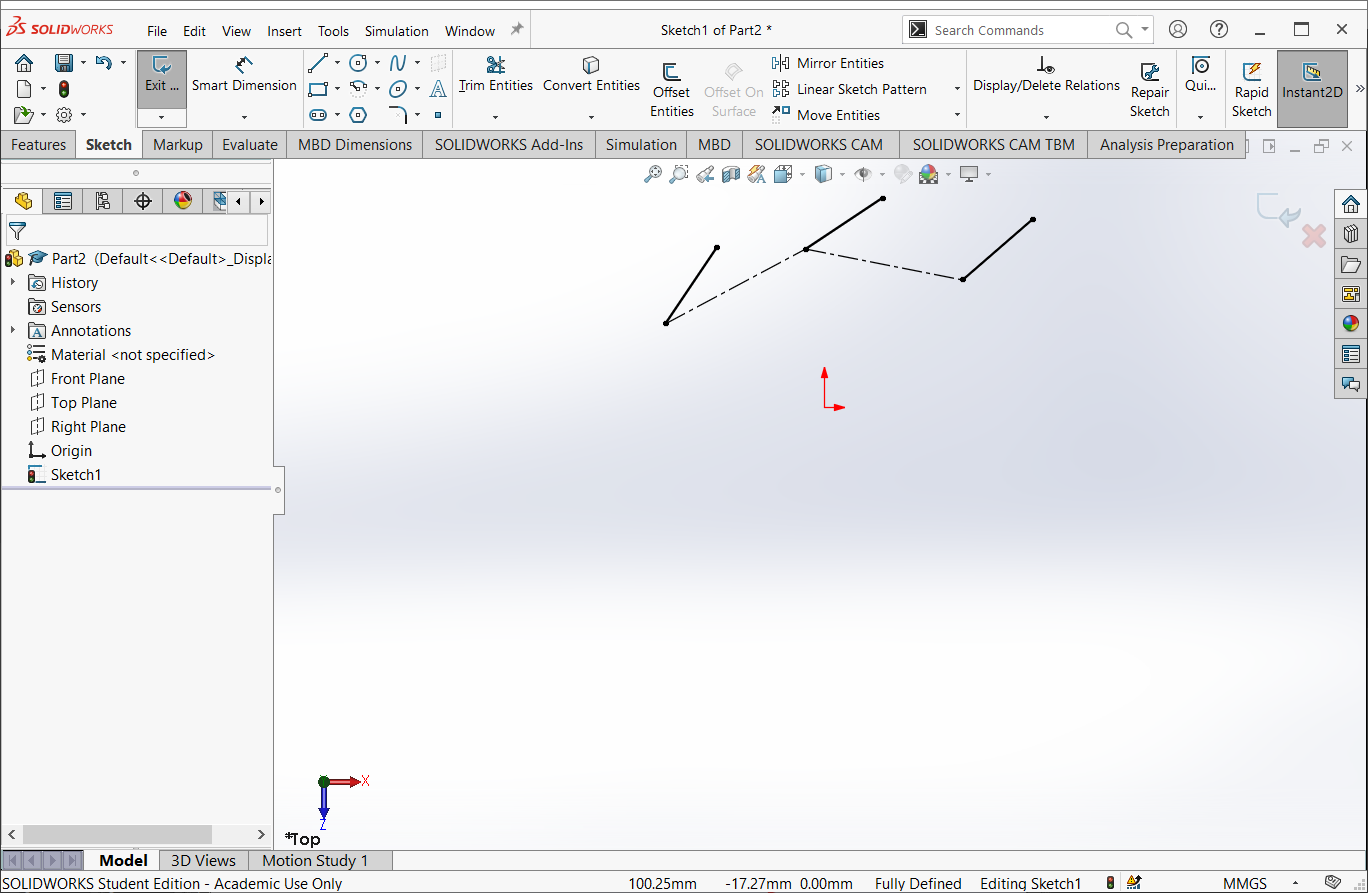 SOLIDWORKS File Edit View Insert Tools Simulation Window Sketch1 of Part2 * Search Commands
Exit ... Smart Dimension Trim Entities Convert Entities Offset Entities Offset On Surface Mirror Entities Linear Sketch Pattern Move Entities Display/Delete Relations Repair Sketch Qui... Rapid Sketch Instant2D
Features Sketch Markup Evaluate MBD Dimensions SOLIDWORKS Add-Ins Simulation MBD SOLIDWORKS CAM SOLIDWORKS CAM TBM Analysis Preparation
Part2 (Default<<Default>_Displa
History
Sensors
Annotations
Material <not specified>
Front Plane
Top Plane
Right Plane
Origin
Sketch1
X
Z
*Top
Model 3D Views Motion Study 1
SOLIDWORKS Student Edition - Academic Use Only 100.25mm -17.27mm 0.00mm Fully Defined Editing Sketch1 MMGS